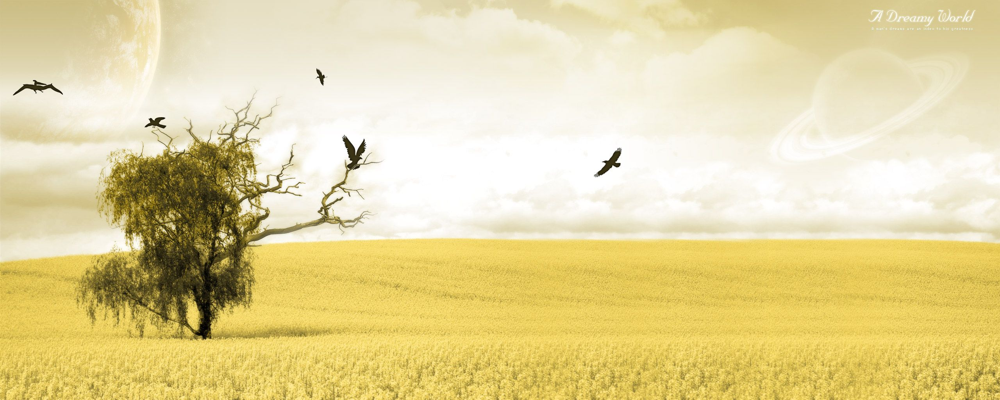 A Dreamy World
A man's dreams are an index to his greatness